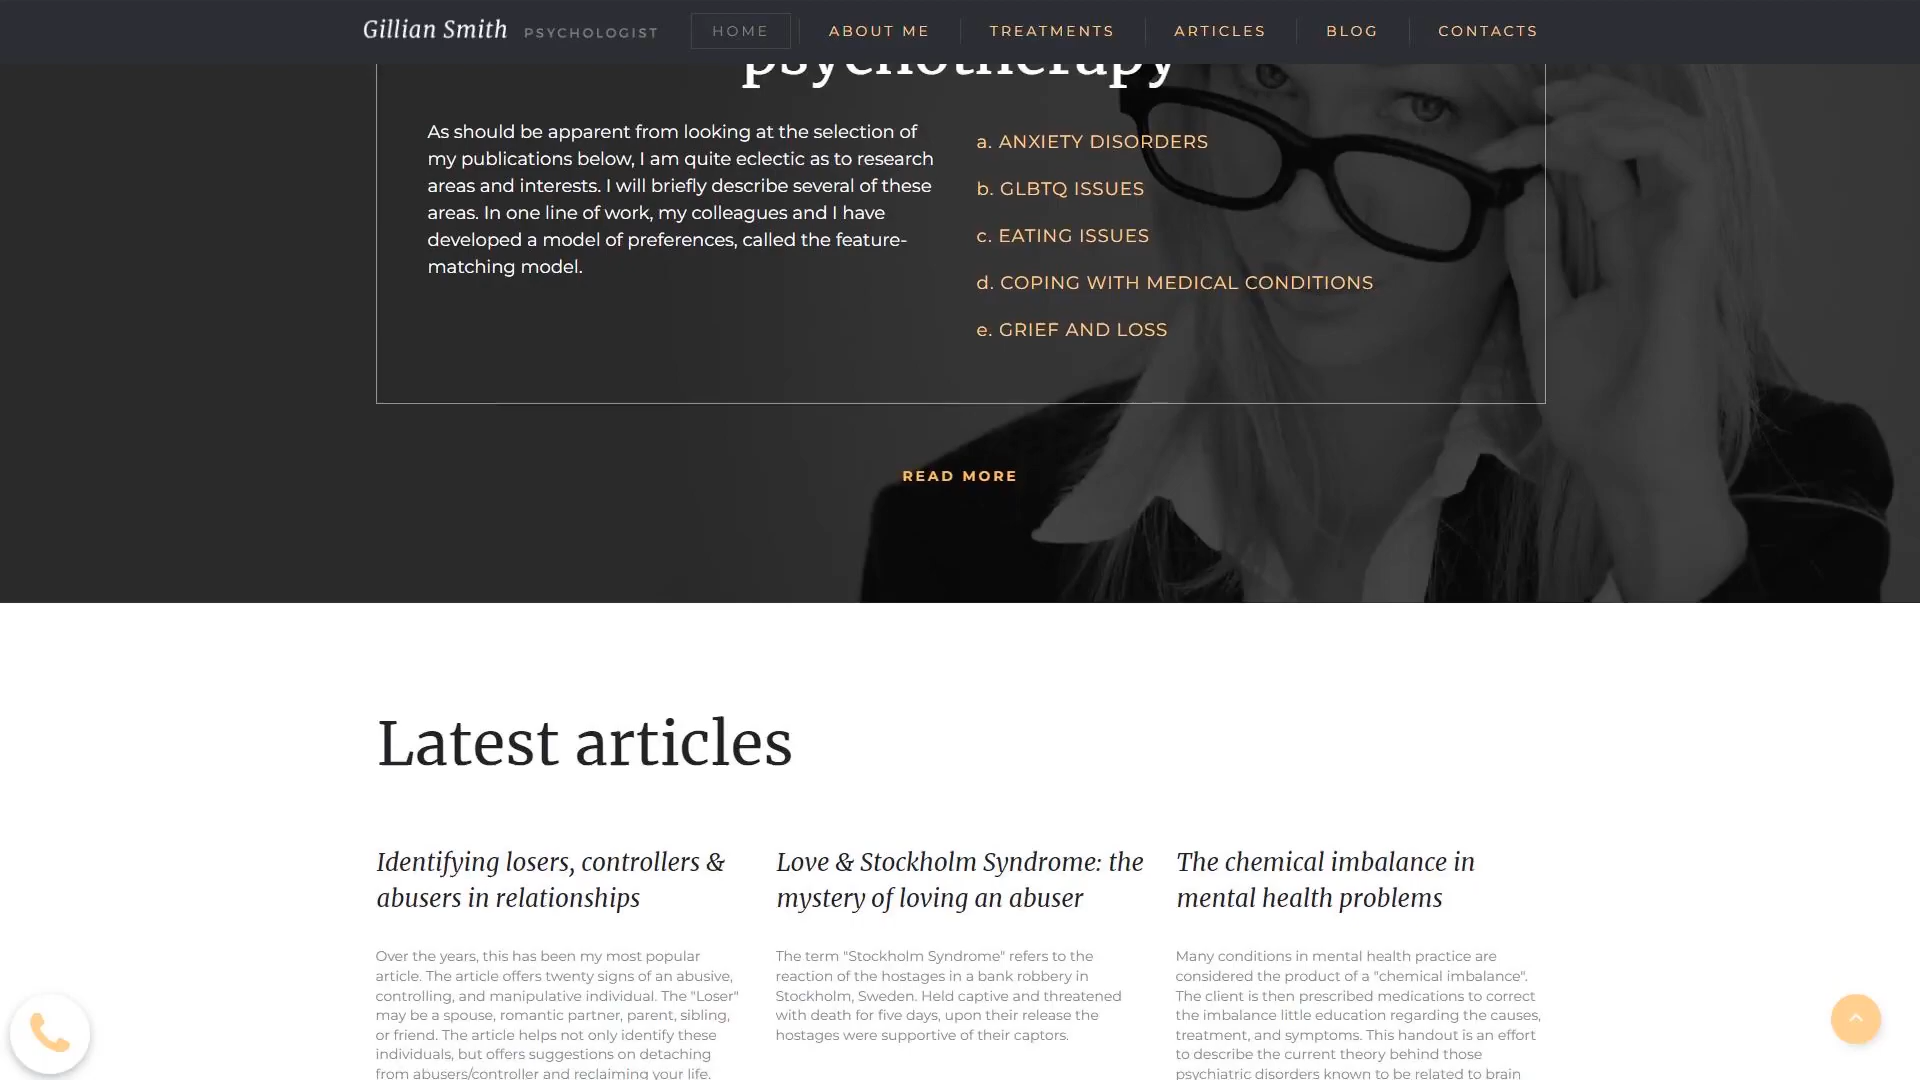 Gillian Smith PSYCHOLOGIST HOME ABOUT ME TREATMENTS ARTICLES BLOG CONTACTS
psychotherapy
As should be apparent from looking at the selection of
my publications below, I am quite eclectic as to research
areas and interests. I will briefly describe several of these
areas. In one line of work, my colleagues and I have
developed a model of preferences, called the feature-
matching model.
a. ANXIETY DISORDERS
b. GLBTQ ISSUES
c. EATING ISSUES
d. COPING WITH MEDICAL CONDITIONS
e. GRIEF AND LOSS
READ MORE
Latest articles
Identifying losers, controllers &
abusers in relationships
Over the years, this has been my most popular
article. The article offers twenty signs of an abusive,
controlling, and manipulative individual. The "Loser"
may be a spouse, romantic partner, parent, sibling,
or friend. The article helps not only identify these
individuals, but offers suggestions on detaching
from abusers/controller and reclaiming your life.
Love & Stockholm Syndrome: the
mystery of loving an abuser
The term "Stockholm Syndrome" refers to the
reaction of the hostages in a bank robbery in
Stockholm, Sweden. Held captive and threatened
with death for five days, upon their release the
hostages were supportive of their captors.
The chemical imbalance in
mental health problems
Many conditions in mental health practice are
considered the product of a "chemical imbalance".
The client is then prescribed medications to correct
the imbalance little education regarding the causes,
treatment, and symptoms. This handout is an effort
to describe the current theory behind those
psychiatric disorders known to be related to brain